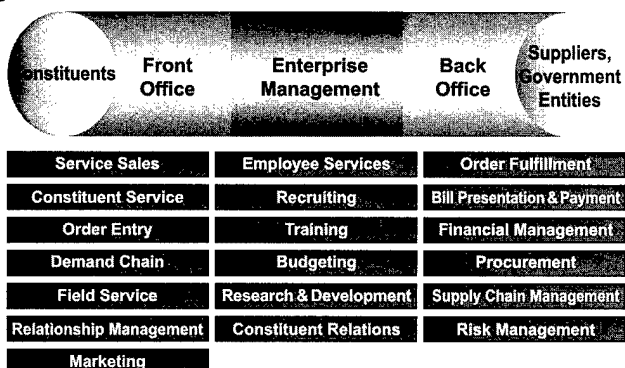 Constituents
Front
Office
Enterprise
Management
Back
Office
Suppliers,
Government
Entities
Service Sales
Employee Services
Order Fulfillment
Constituent Service
Recruiting
Bill Presentation & Payment
Order Entry
Training
Financial Management
Demand Chain
Budgeting
Procurement
Field Service
Research & Development
Supply Chain Management
Relationship Management
Constituent Relations
Risk Management
Marketing